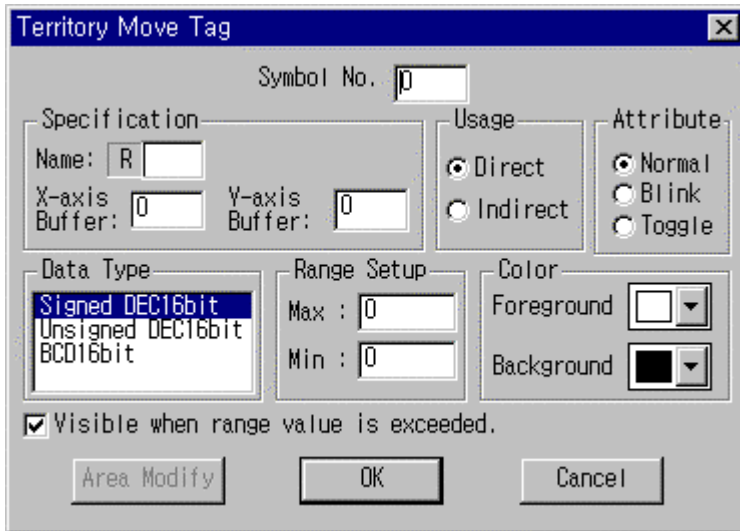 Territory Move Tag
Symbol No. 0
Specification
Name: R
X-axis Buffer: 0
Y-axis Buffer: 0
Usage
Direct
Indirect
Attribute
Normal
Blink
Toggle
Data Type
Signed DEC16bit
Unsigned DEC16bit
BCD16bit
Range Setup
Max : 0
Min : 0
Color
Foreground
Background
Visible when range value is exceeded.
Area Modify
OK
Cancel